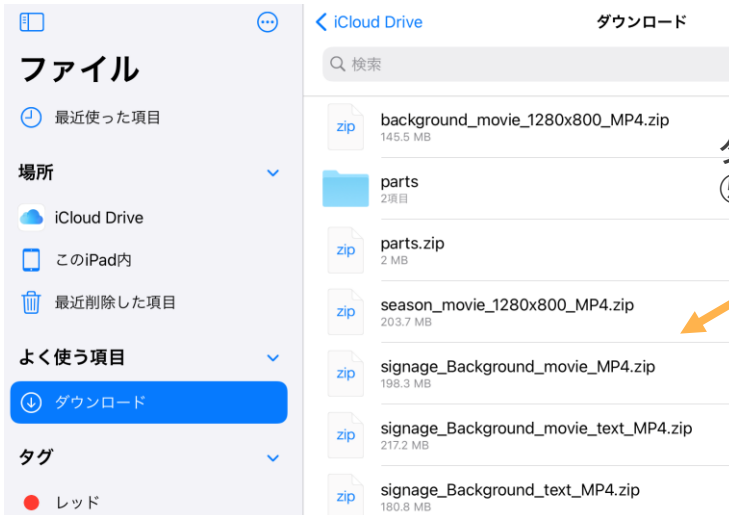 ファイル
最近使った項目
場所
iCloud Drive
このiPad内
最近削除した項目
よく使う項目
ダウンロード
タグ
レッド
iCloud Drive
ダウンロード
検索
zip
background_movie_1280x800_MP4.zip
145.5 MB
parts
2項目
zip
parts.zip
2 MB
zip
season_movie_1280x800_MP4.zip
203.7 MB
zip
signage_Background_movie_MP4.zip
198.3 MB
zip
signage_Background_movie_text_MP4.zip
217.2 MB
zip
signage_Background_text_MP4.zip
180.8 MB